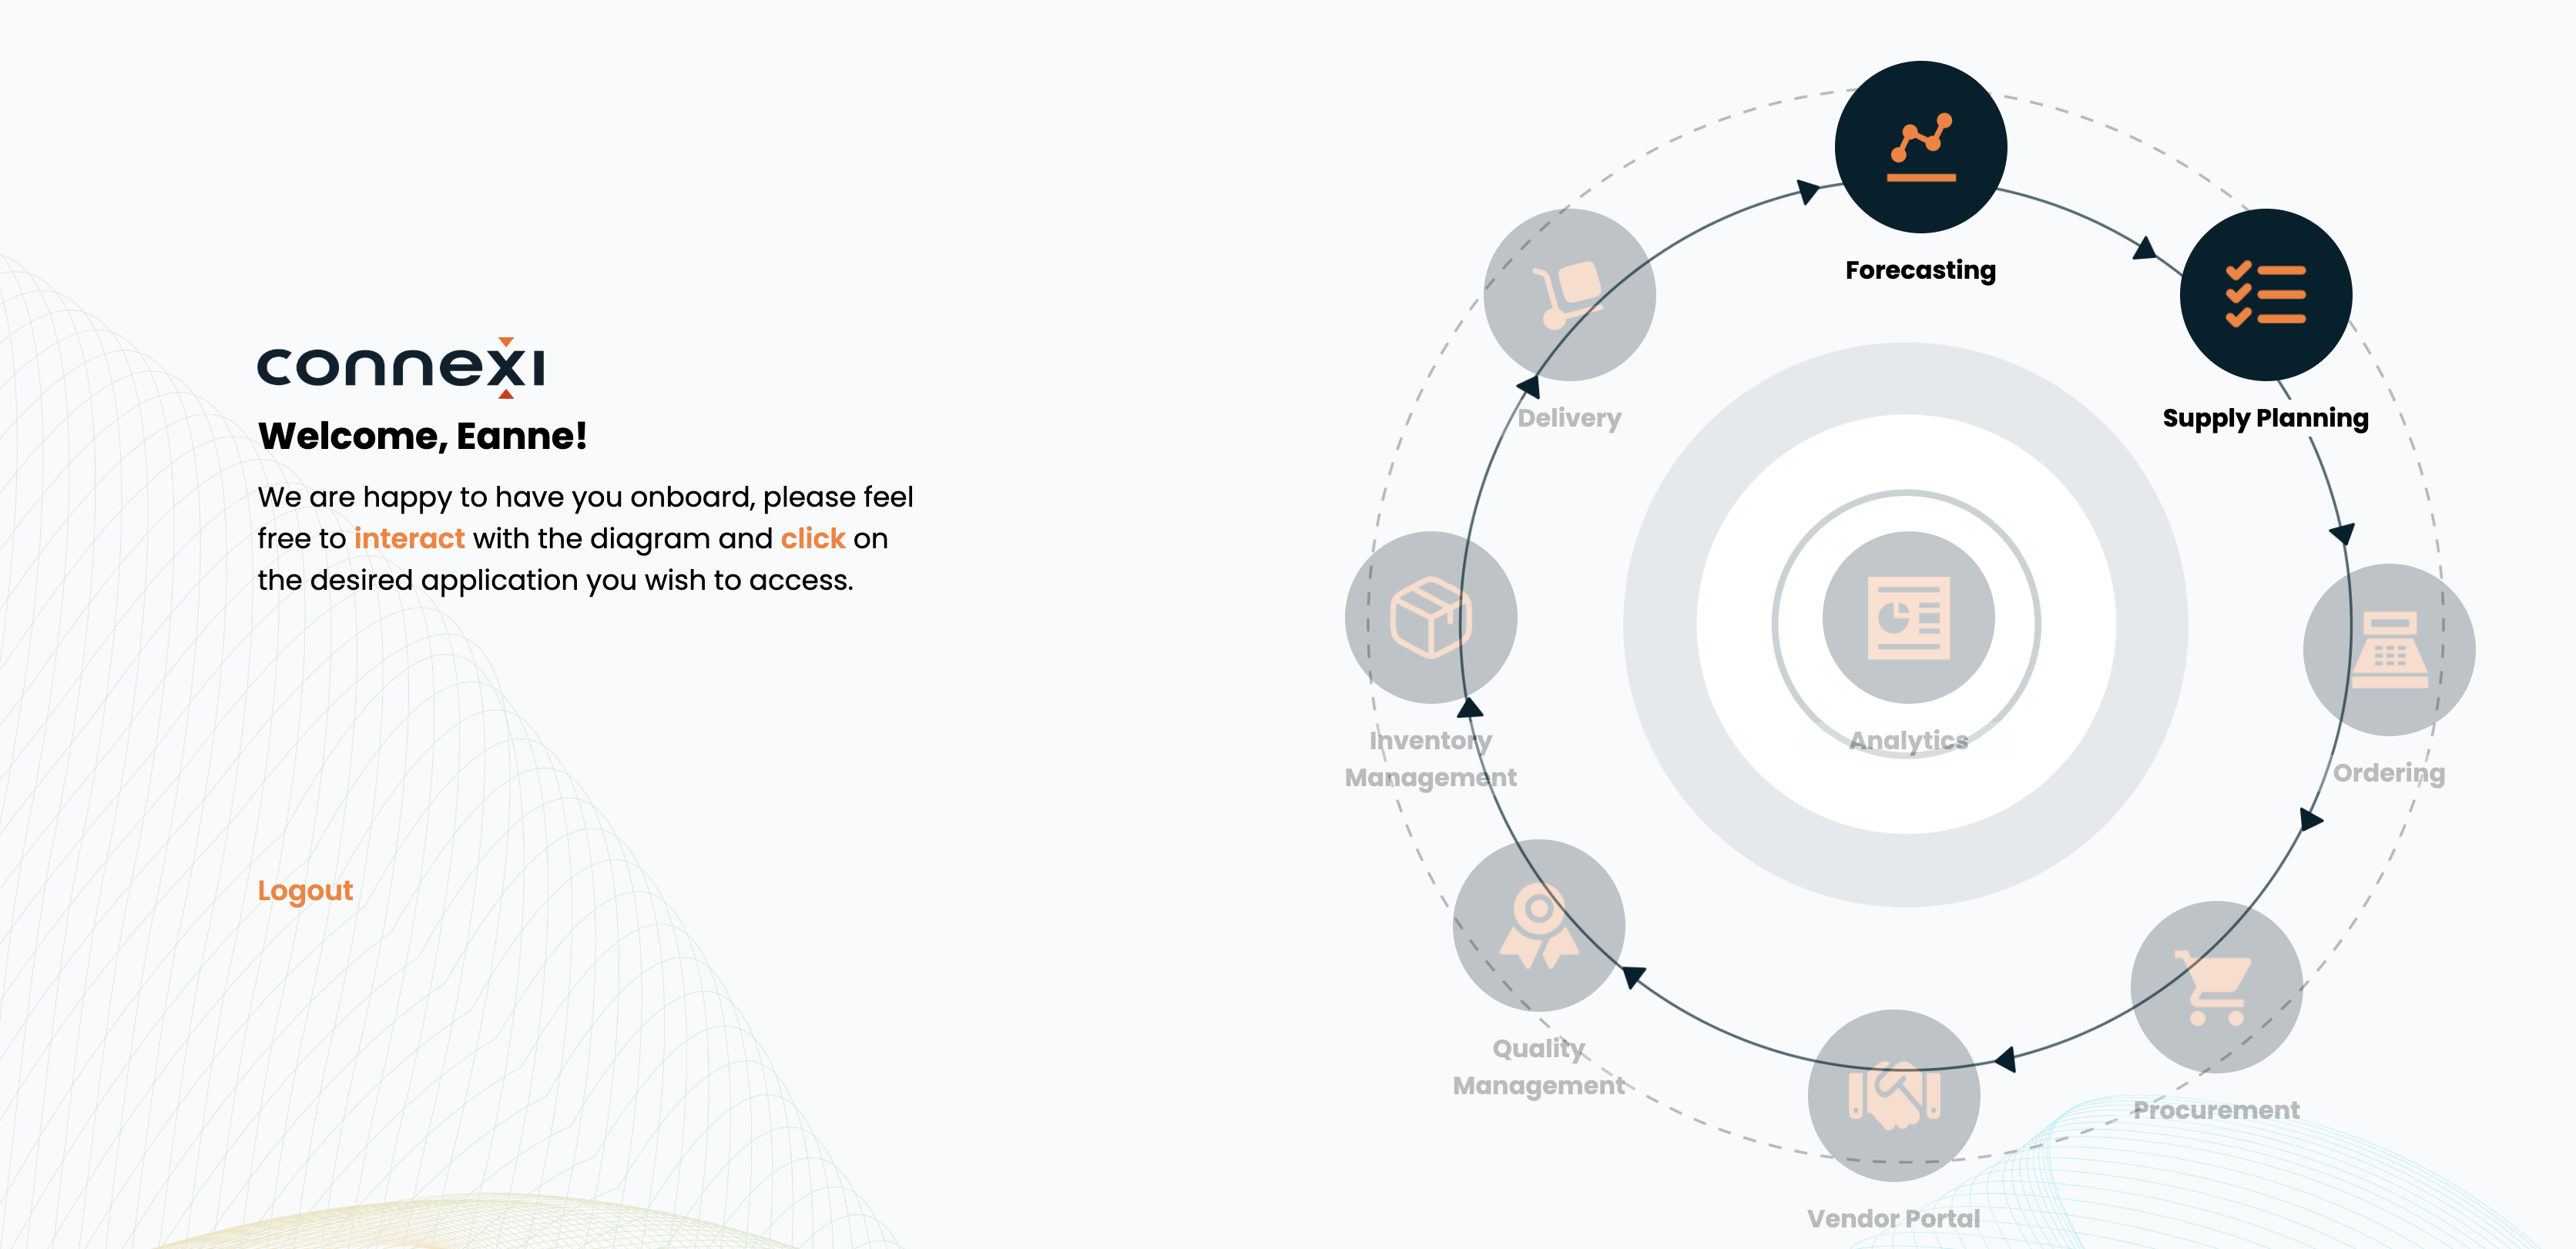 connexi
Welcome, Eanne!
We are happy to have you onboard, please feel
free to interact with the diagram and click on
the desired application you wish to access.
Logout
Forecasting
Supply Planning
Delivery
Inventory
Management
Analytics
Ordering
Quality
Management
Procurement
Vendor Portal